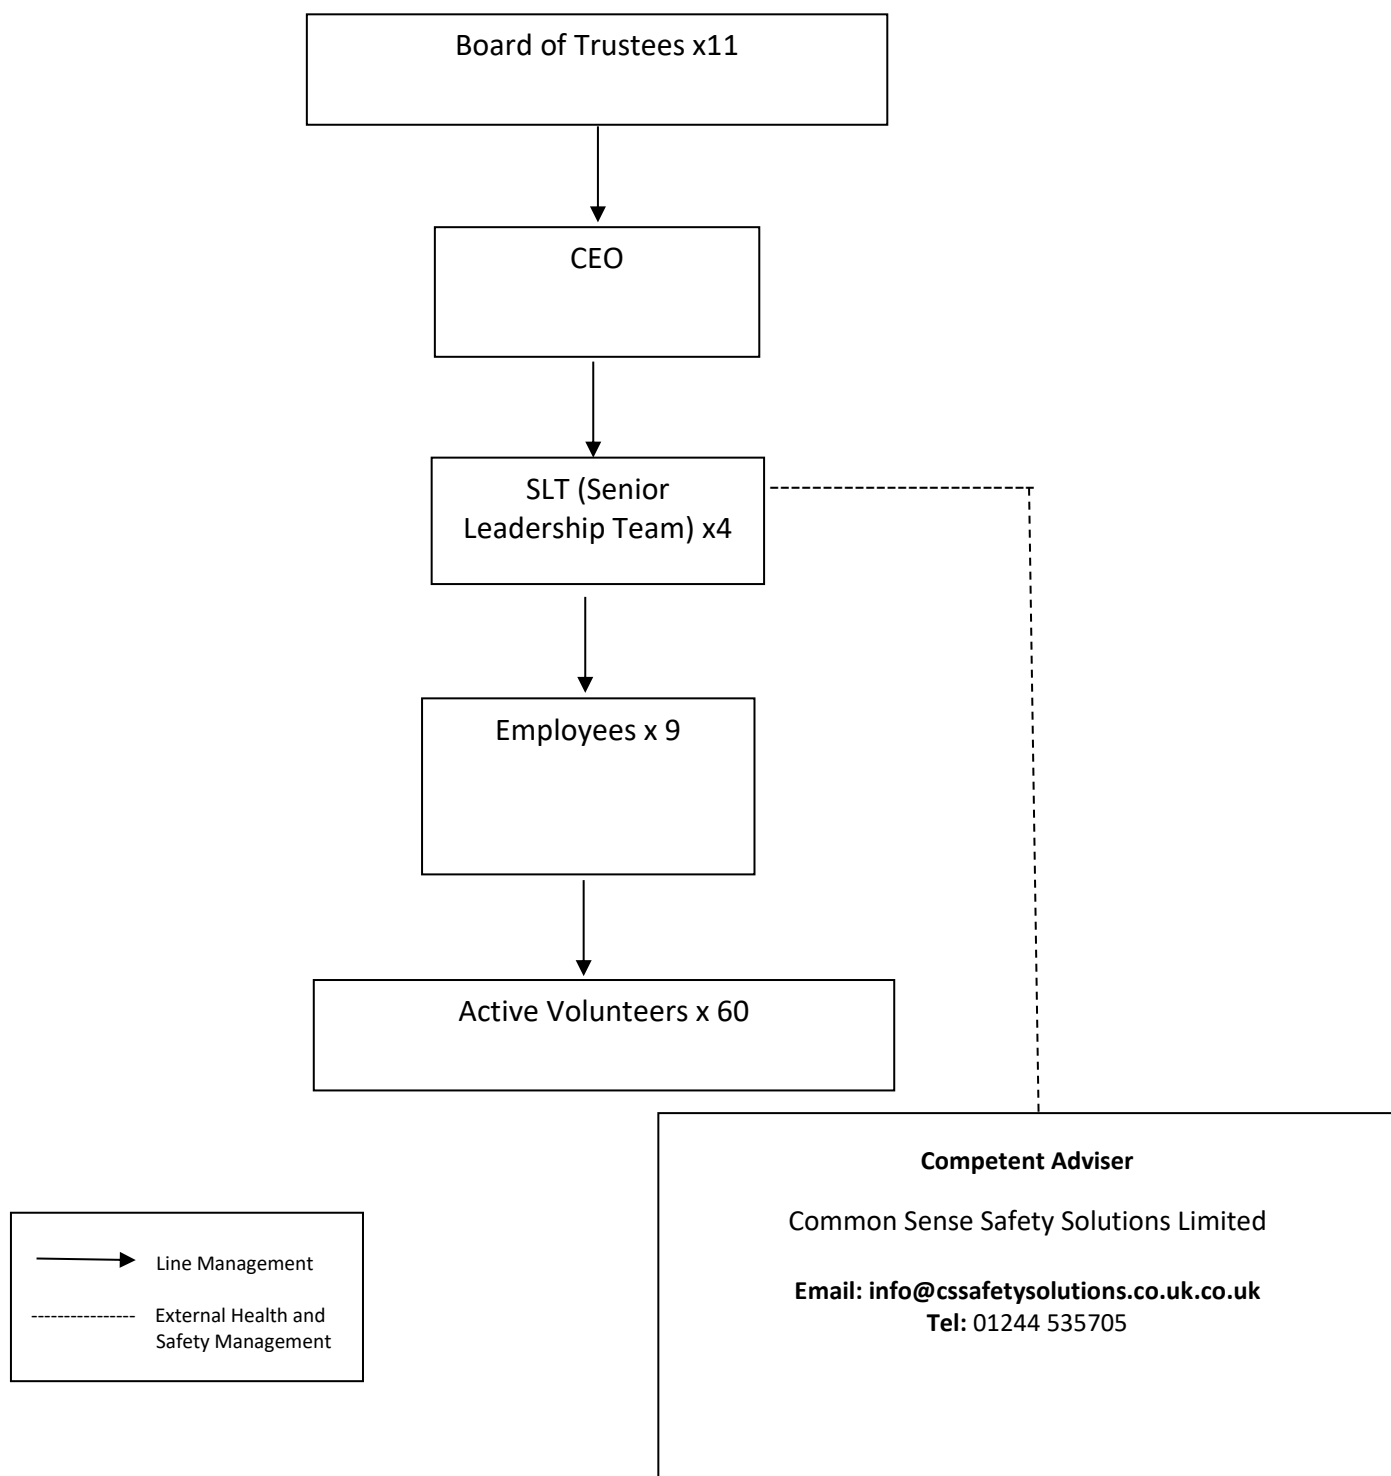 Board of Trustees x11
CEO
SLT (Senior
Leadership Team) x4
Employees x 9
Active Volunteers x 60
Competent Adviser
Common Sense Safety Solutions Limited
Email: info@cssafetysolutions.co.uk.co.uk
Tel: 01244 535705
Line Management
External Health and
Safety Management